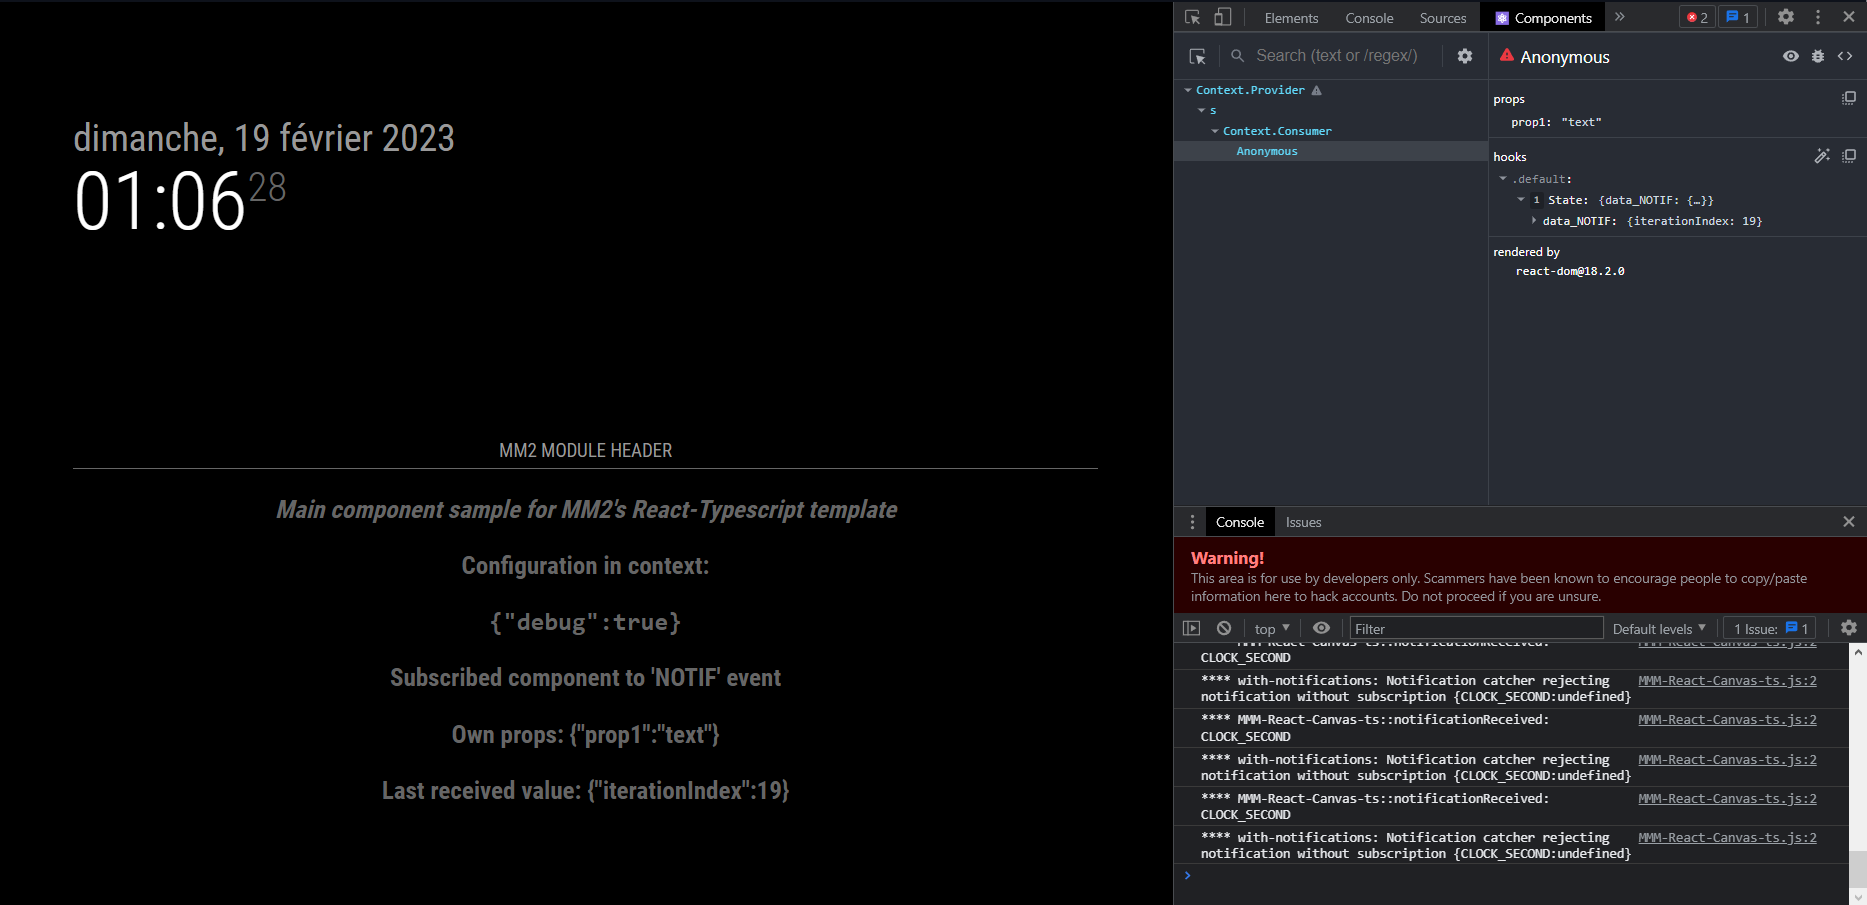 dimanche, 19 février 2023
01:06 28
MM2 MODULE HEADER
Main component sample for MM2's React-Typescript template
Configuration in context:
{"debug":true}
Subscribed component to 'NOTIF' event
Own props: {"prop1":"text"}
Last received value: {"iterationIndex":19}
Elements Console Sources Components » 2 1
Search (text or /regex/)
Context.Provider
s
Context.Consumer
Anonymous
Anonymous
props
prop1: "text"
hooks
.default:
1 State: {data_NOTIF: {…}}
data_NOTIF: {iterationIndex: 19}
rendered by
react-dom@18.2.0
Console Issues
Warning!
This area is for use by developers only. Scammers have been known to encourage people to copy/paste
information here to hack accounts. Do not proceed if you are unsure.
top Filter Default levels 1 Issue: 1
MMM-React-Canvas-ts::notificationReceived: MMM-React-Canvas-ts.js:2
CLOCK_SECOND
**** with-notifications: Notification catcher rejecting MMM-React-Canvas-ts.js:2
notification without subscription {CLOCK_SECOND:undefined}
**** MMM-React-Canvas-ts::notificationReceived: MMM-React-Canvas-ts.js:2
CLOCK_SECOND
**** with-notifications: Notification catcher rejecting MMM-React-Canvas-ts.js:2
notification without subscription {CLOCK_SECOND:undefined}
**** MMM-React-Canvas-ts::notificationReceived: MMM-React-Canvas-ts.js:2
CLOCK_SECOND
**** with-notifications: Notification catcher rejecting MMM-React-Canvas-ts.js:2
notification without subscription {CLOCK_SECOND:undefined}